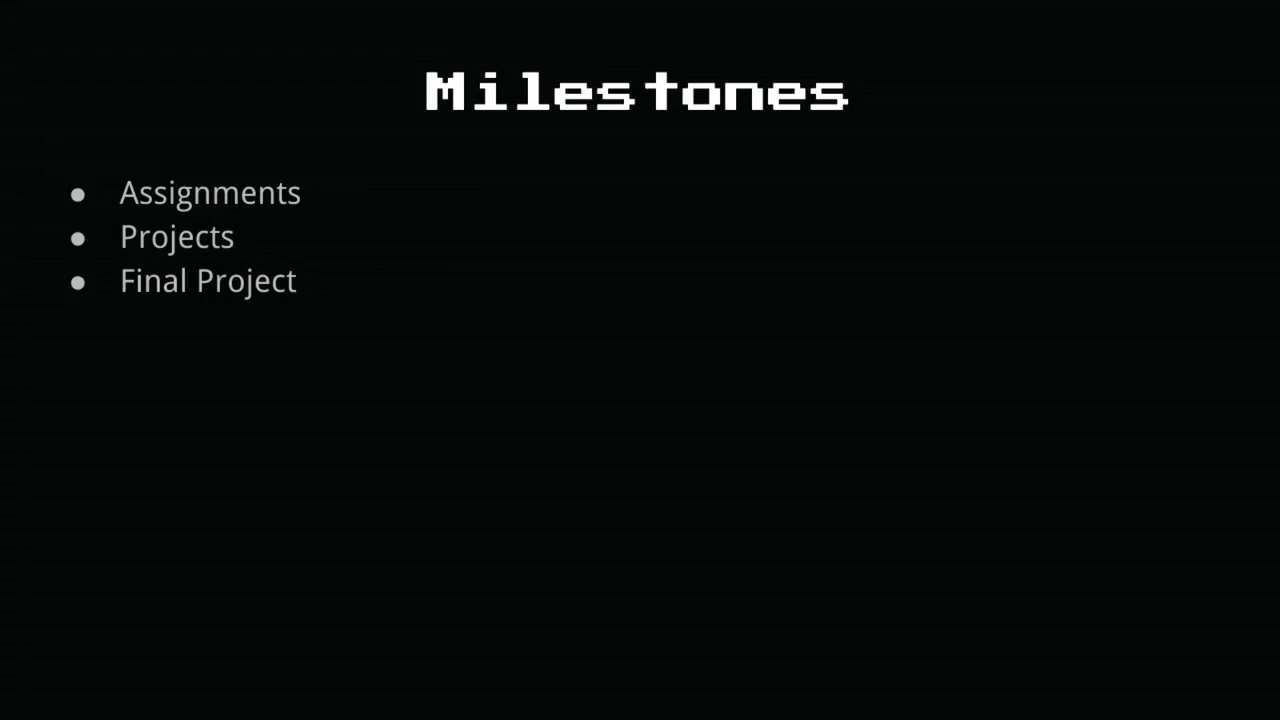 Milestones
● Assignments
● Projects
● Final Project